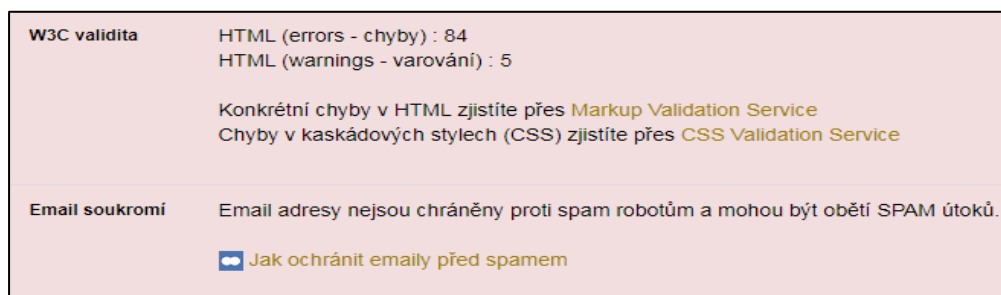 W3C validita
HTML (errors - chyby) : 84
HTML (warnings - varování) : 5
Konkrétní chyby v HTML zjistíte přes Markup Validation Service
Chyby v kaskádových stylech (CSS) zjistíte přes CSS Validation Service
Email soukromí
Email adresy nejsou chráněny proti spam robotům a mohou být obětí SPAM útoků.
Jak ochránit emaily před spamem